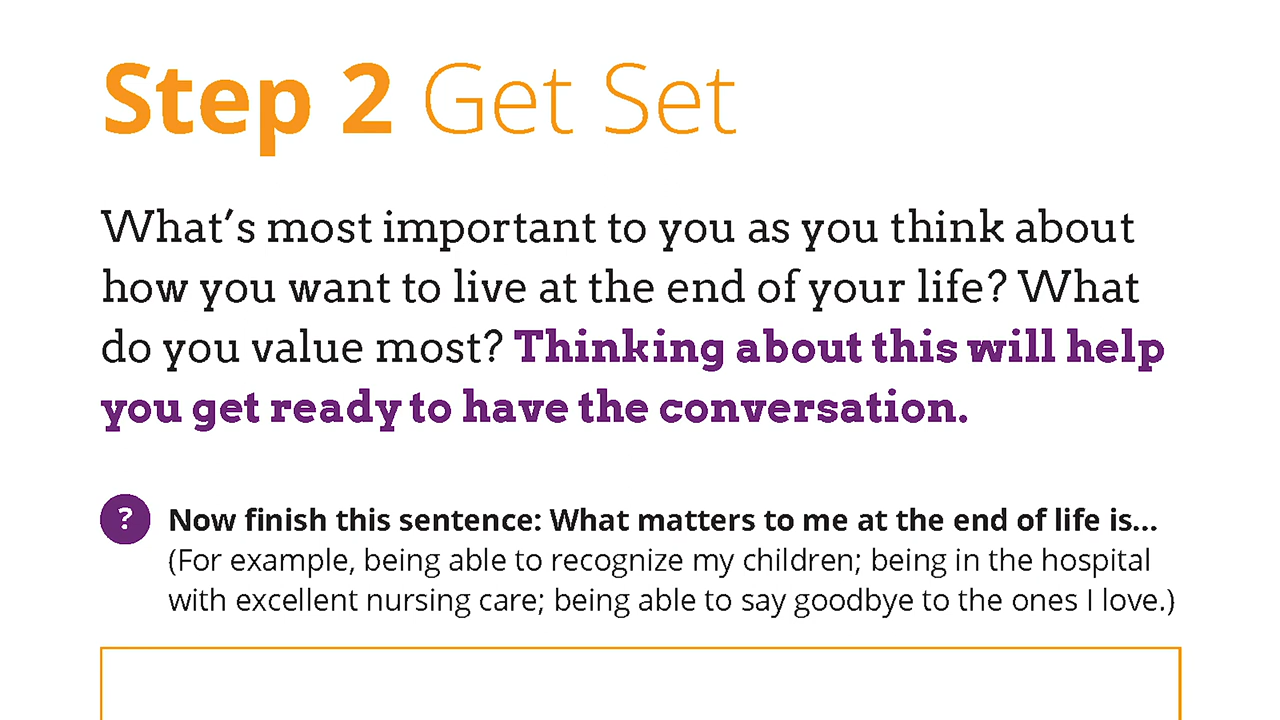 Step 2 Get Set
What’s most important to you as you think about
how you want to live at the end of your life? What
do you value most? Thinking about this will help
you get ready to have the conversation.
? Now finish this sentence: What matters to me at the end of life is...
(For example, being able to recognize my children; being in the hospital
with excellent nursing care; being able to say goodbye to the ones I love.)